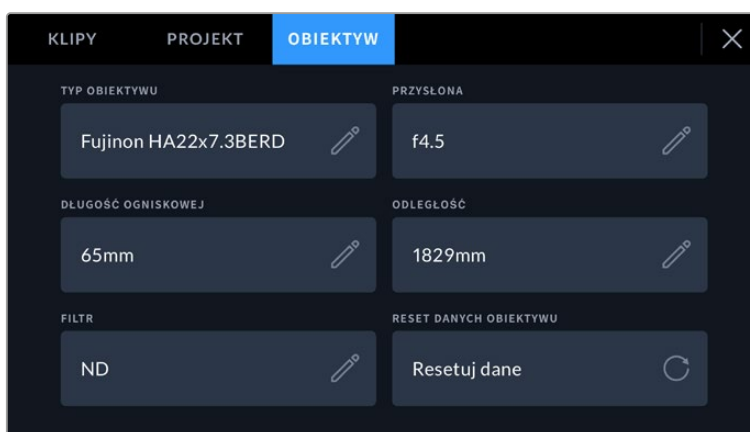 KLIPY PROJEKT OBIEKTYW
TYP OBIEKTYWU PRZYSŁONA
Fujinon HA22x7.3BERD f4.5
DŁUGOŚĆ OGNISKOWEJ ODLEGŁOŚĆ
65mm 1829mm
FILTR RESET DANYCH OBIEKTYWU
ND Resetuj dane